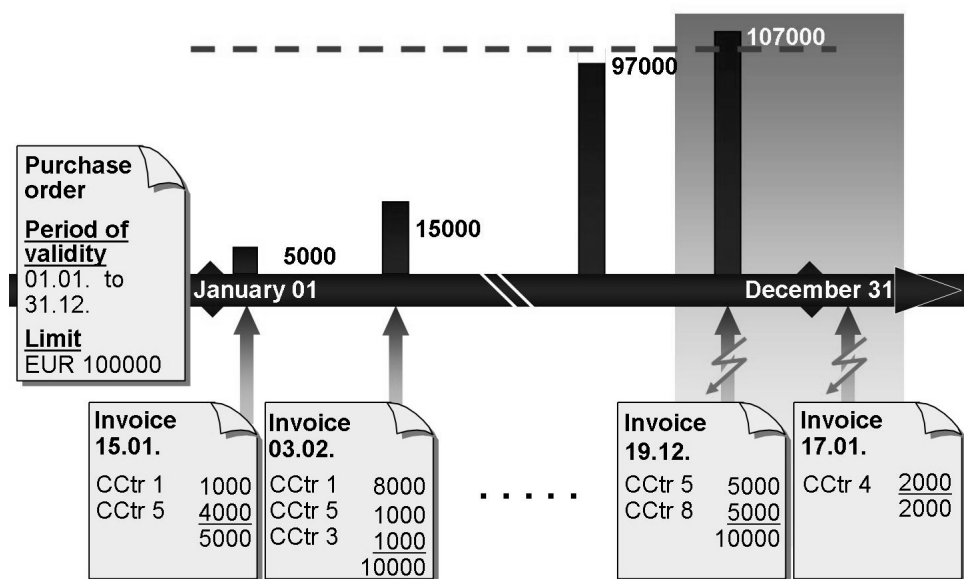 107000
97000
Purchase
order
Period of
validity
01.01. to
31.12.
Limit
EUR 100000
5000
15000
January 01
December 31
Invoice
15.01.
CCtr 1 1000
CCtr 5 4000
5000
Invoice
03.02.
CCtr 1 8000
CCtr 5 1000
CCtr 3 1000
10000
.....
Invoice
19.12.
CCtr 5 5000
CCtr 8 5000
10000
Invoice
17.01.
CCtr 4 2000
2000